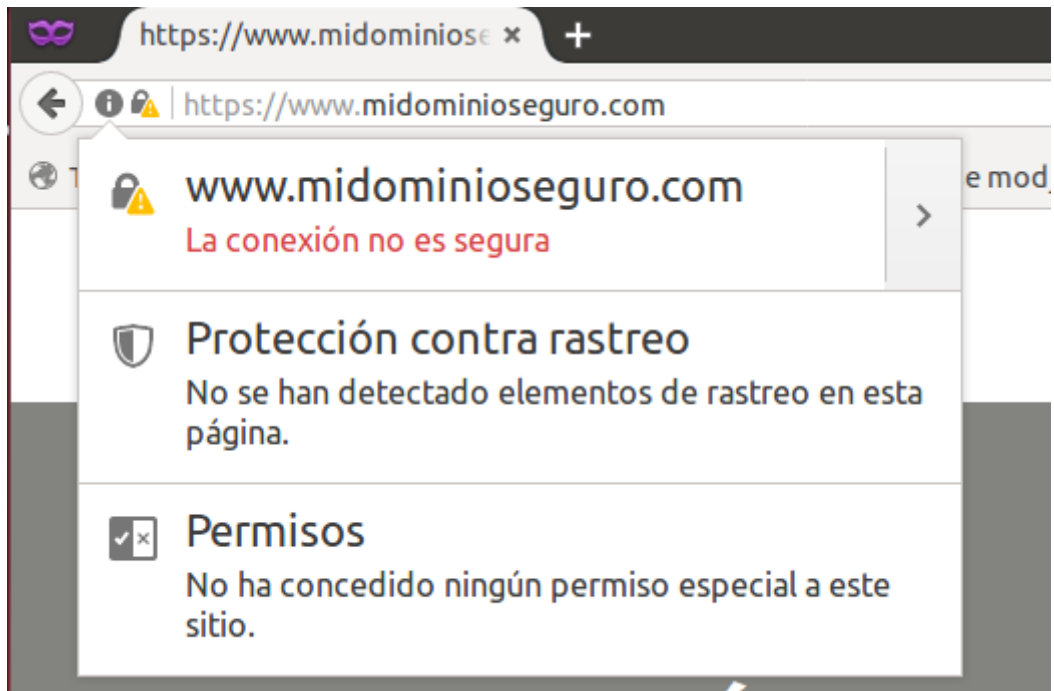 https://www.midominiose
https://www.midominioseguro.com
e mod
www.midominioseguro.com
La conexión no es segura
Protección contra rastreo
No se han detectado elementos de rastreo en esta
página.
Permisos
No ha concedido ningún permiso especial a este
sitio.